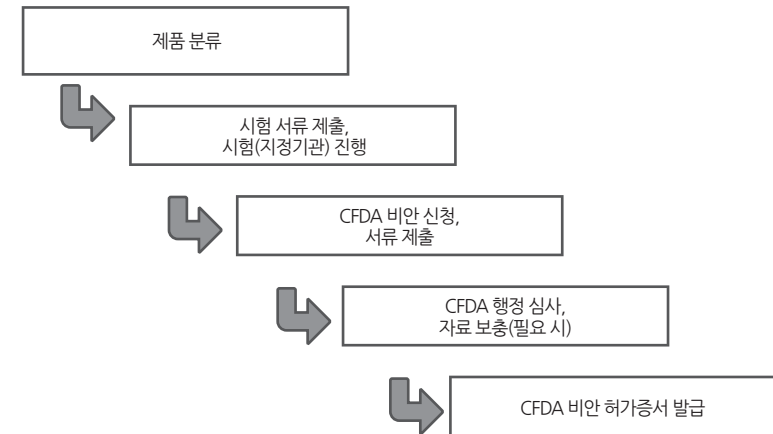 제품 분류
시험 서류 제출,
시험(지정기관) 진행
CFDA 비안 신청,
서류 제출
CFDA 행정 심사,
자료 보충(필요 시)
CFDA 비안 허가증서 발급